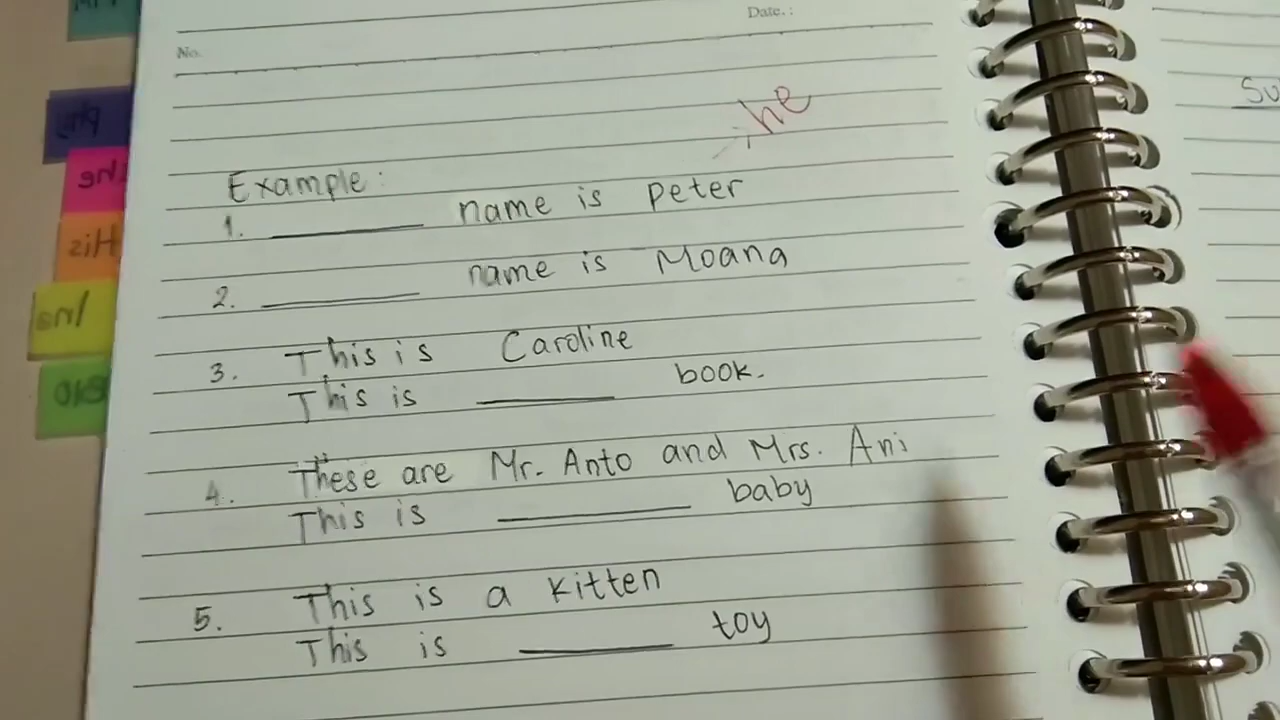 Date.:
No.
he
Example:
1. ________ name is peter
2. ________ name is Moana
3. This is Caroline
This is ________ book.
4. These are Mr. Anto and Mrs. Ani
This is ________ baby
5. This is a kitten
This is ________ toy